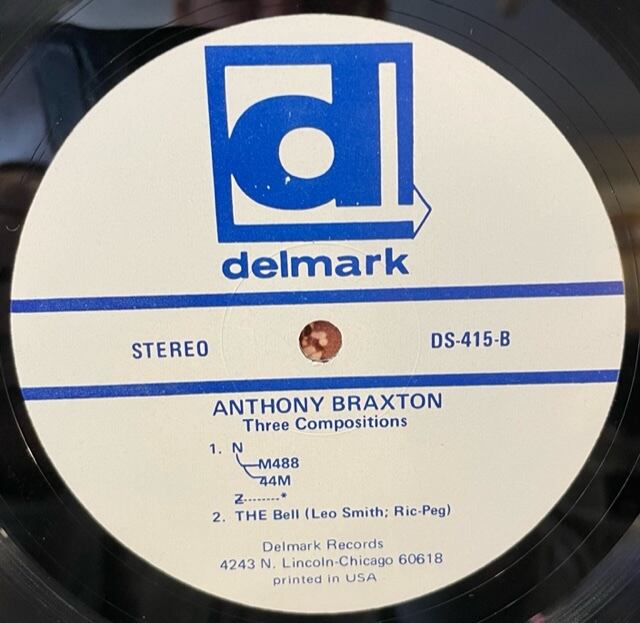 d
delmark
STEREO
DS-415-B
ANTHONY BRAXTON
Three Compositions
1. N
M488
44M
Z--------*
2. THE Bell (Leo Smith; Ric-Peg)
Delmark Records
4243 N. Lincoln-Chicago 60618
printed in USA